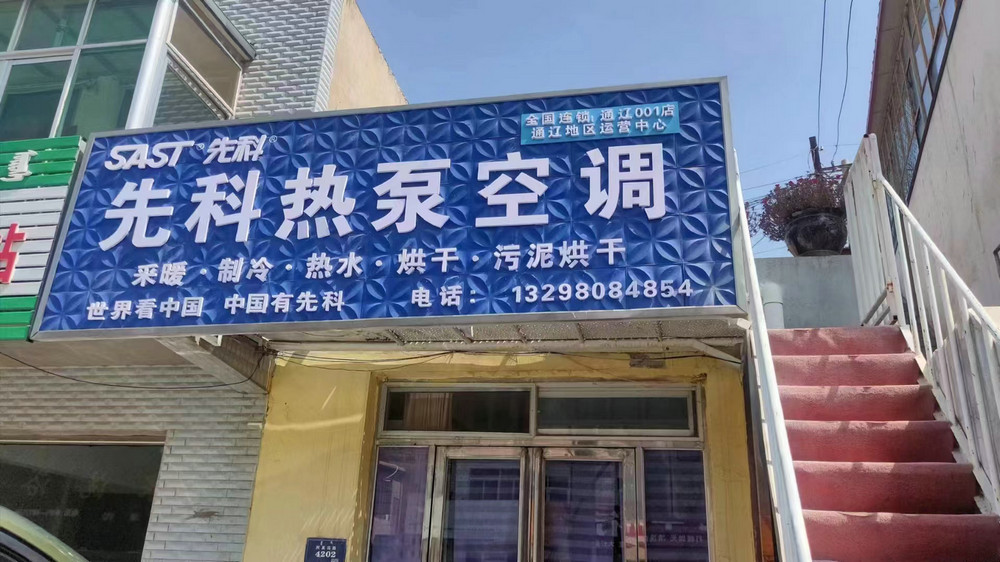 全国连锁 通辽001店
通辽地区运营中心
SAST® 先科®
先科热泵空调
采暖·制冷·热水·烘干·污泥烘干
世界看中国 中国有先科 电话: 13298084854
站
4202